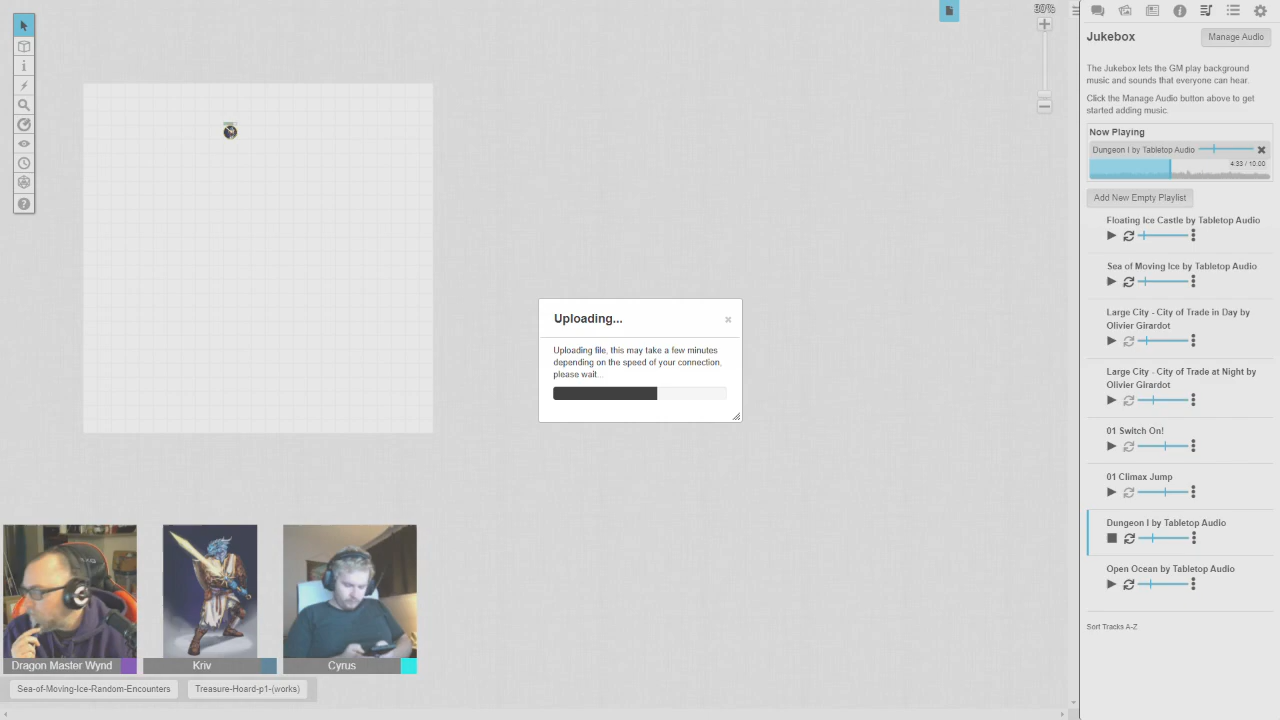 80%
Jukebox
Manage Audio
The Jukebox lets the GM play background
music and sounds that everyone can hear.
Click the Manage Audio button above to get
started adding music.
Now Playing
Dungeon I by Tabletop Audio
4:33 / 10:00
Add New Empty Playlist
Floating Ice Castle by Tabletop Audio
Sea of Moving Ice by Tabletop Audio
Large City - City of Trade in Day by
Olivier Girardot
Large City - City of Trade at Night by
Olivier Girardot
01 Switch On!
01 Climax Jump
Dungeon I by Tabletop Audio
Open Ocean by Tabletop Audio
Sort Tracks A-Z
Uploading...
Uploading file, this may take a few minutes
depending on the speed of your connection,
please wait...
Dragon Master Wynd
Kriv
Cyrus
Sea-of-Moving-Ice-Random-Encounters
Treasure-Hoard-p1-(works)